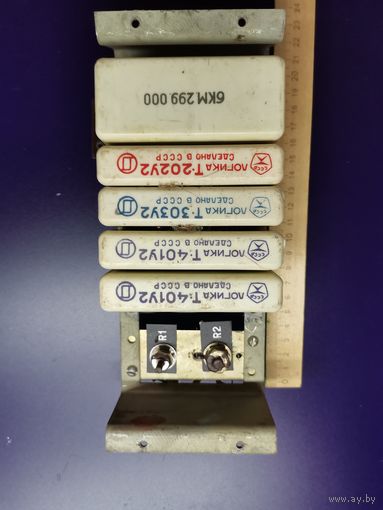 6КМ.299.000
ЛОГИКА Т-202У2
СДЕЛАНО В СССР
ЛОГИКА Т-303У2
СДЕЛАНО В СССР
ЛОГИКА Т-401У2
СДЕЛАНО В СССР
ЛОГИКА Т-401У2
СДЕЛАНО В СССР
R1 R2
www.ay.by